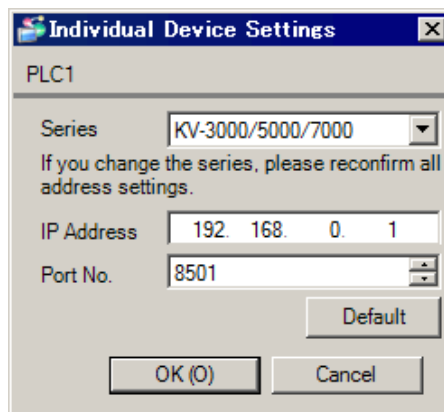 Individual Device Settings
PLC1
Series KV-3000/5000/7000
If you change the series, please reconfirm all
address settings.
IP Address 192. 168. 0. 1
Port No. 8501
Default
OK (O) Cancel